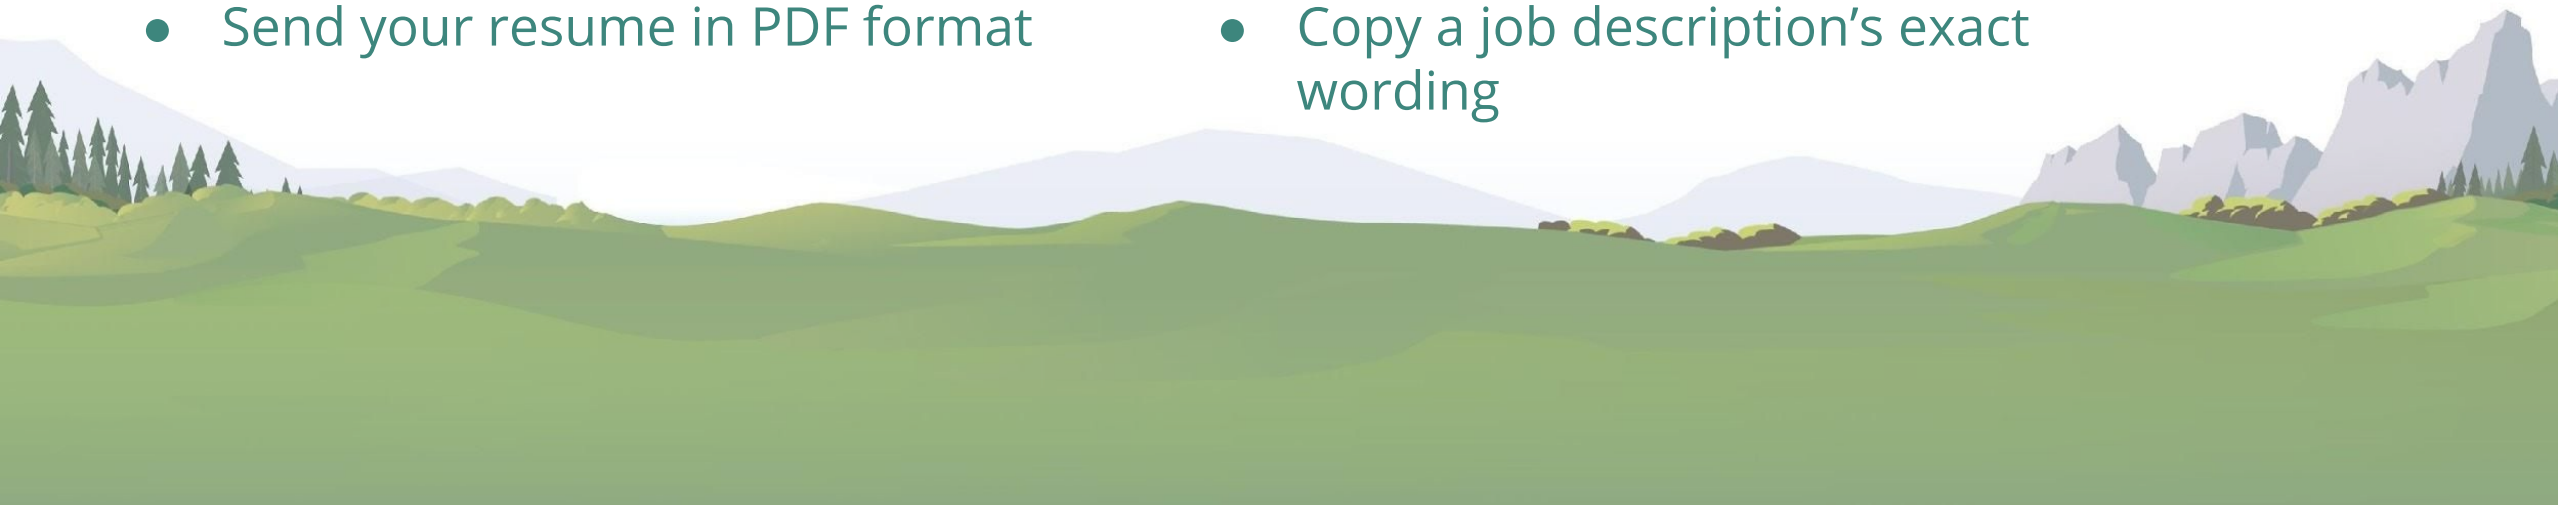 ● Send your resume in PDF format
● Copy a job description’s exact
wording